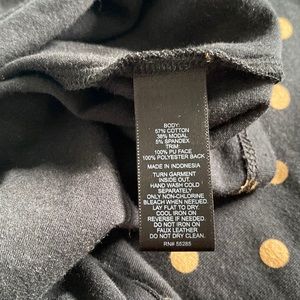 BODY:
57% COTTON
38% MODAL
5% SPANDEX
TRIM:
100% PU FACE
100% POLYESTER BACK
MADE IN INDONESIA
TURN GARMENT
INSIDE OUT.
HAND WASH COLD
SEPARATELY
ONLY NON-CHLORINE
BLEACH WHEN NEEDED.
LAY FLAT TO DRY.
COOL IRON ON
REVERSE IF NEEDED.
DO NOT IRON ON
FAUX LEATHER
DO NOT DRY CLEAN.
RN# 55285